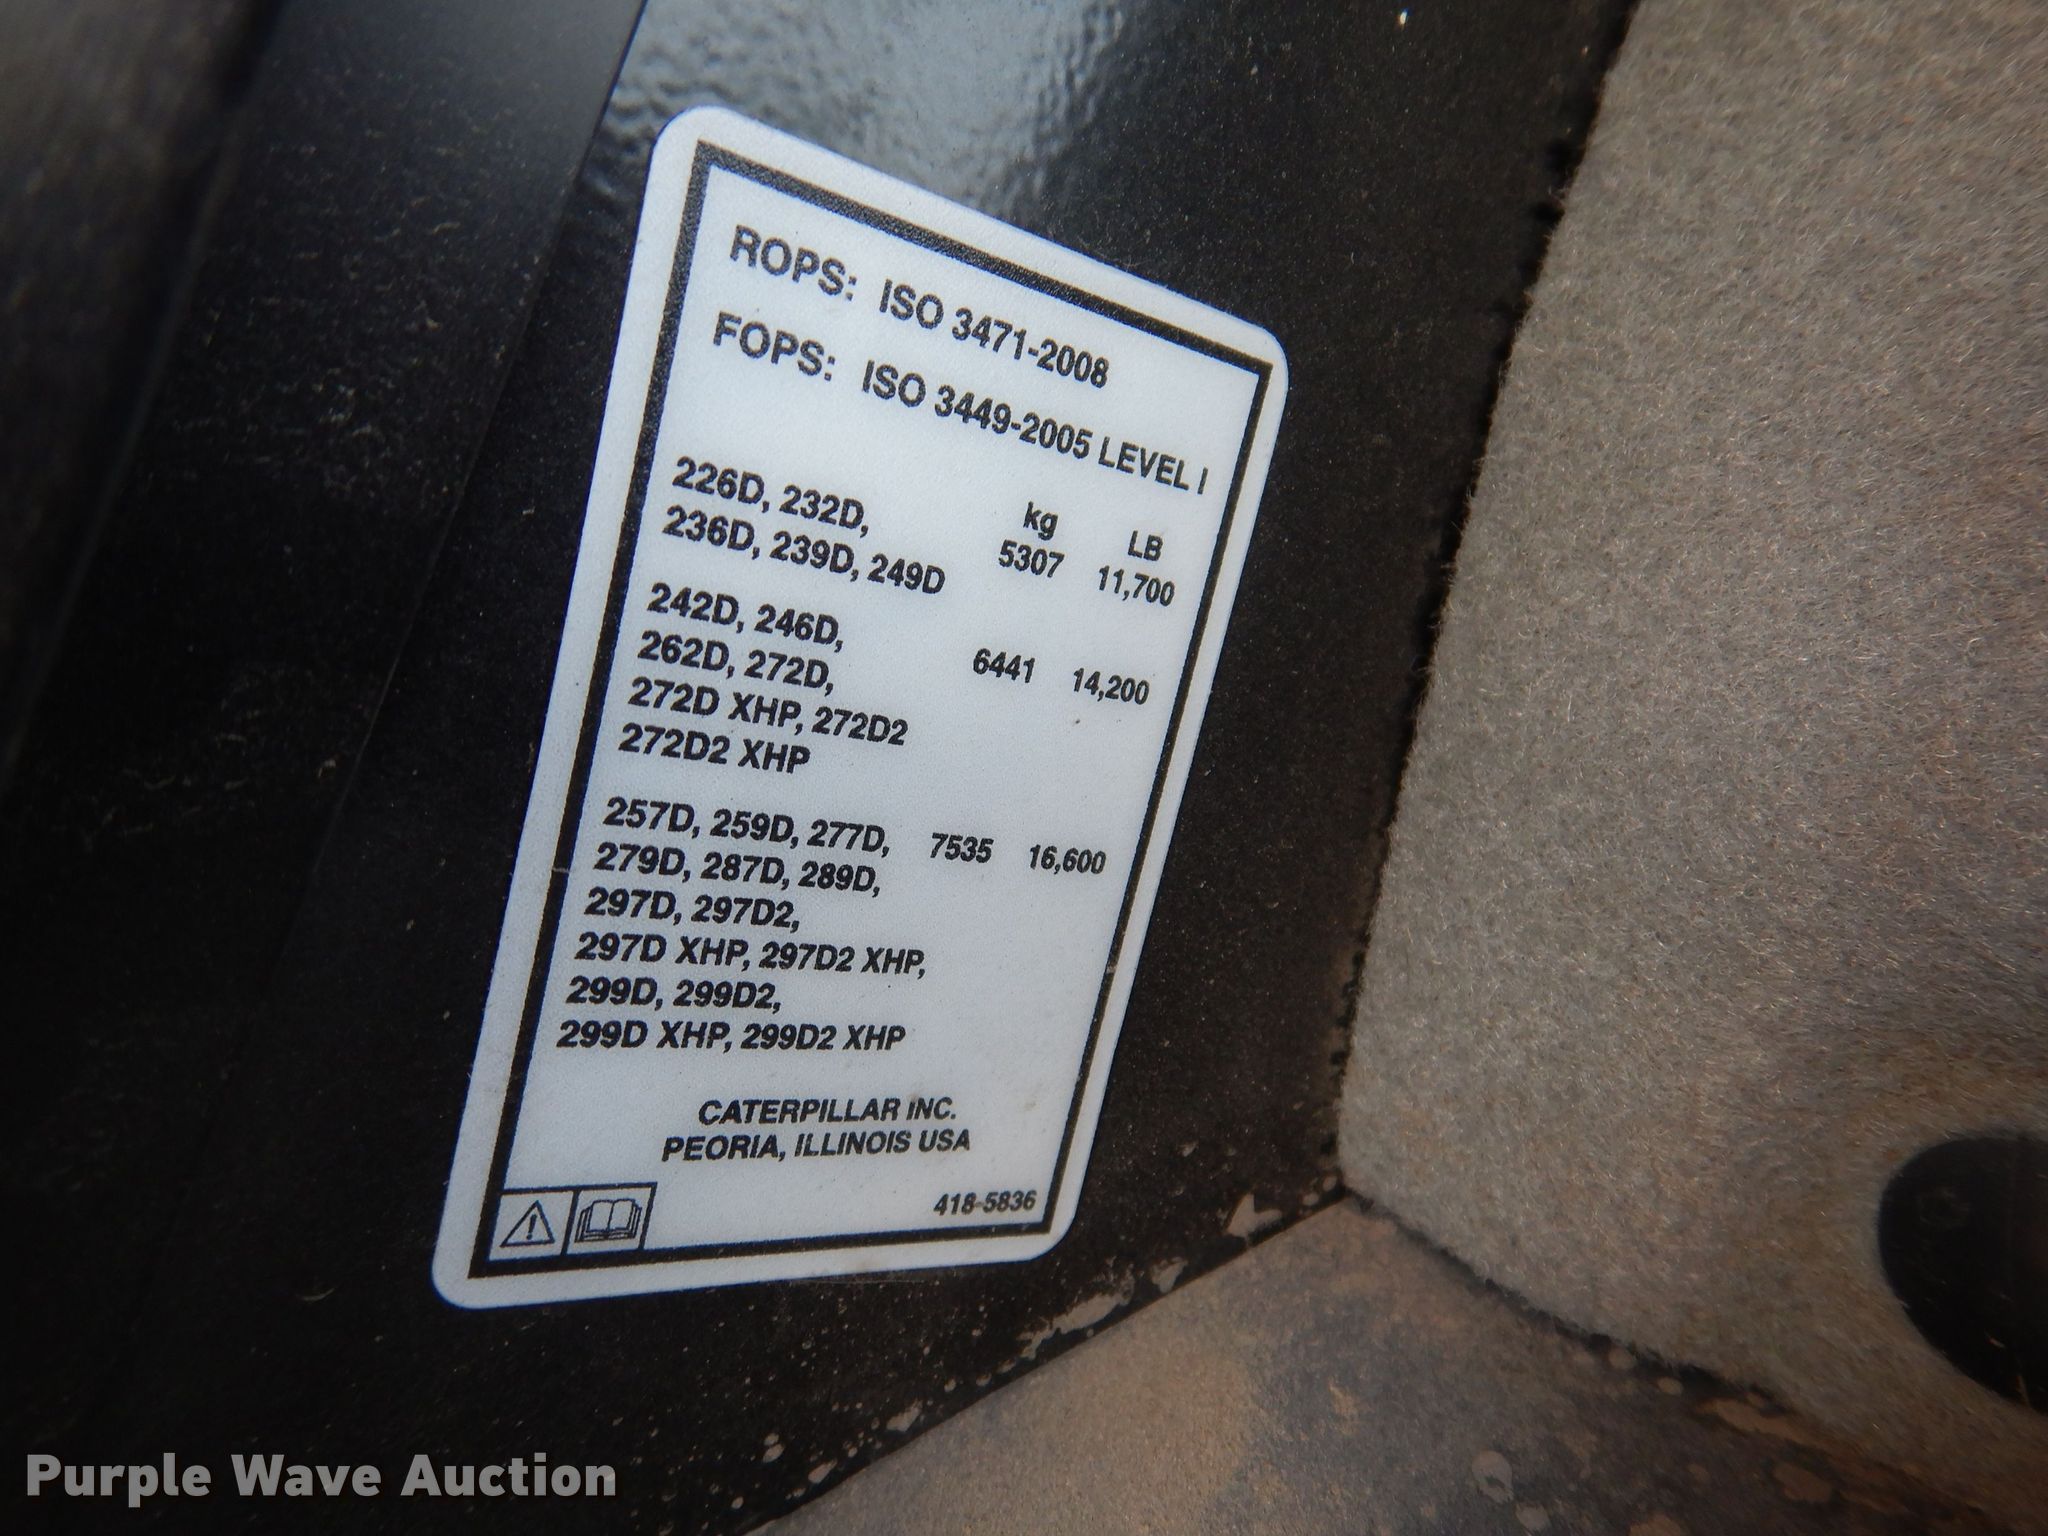 ROPS: ISO 3471-2008
FOPS: ISO 3449-2005 LEVEL I
kg LB
226D, 232D,
236D, 239D, 249D 5307 11,700
242D, 246D,
262D, 272D, 6441 14,200
272D XHP, 272D2
272D2 XHP
257D, 259D, 277D, 7535 16,600
279D, 287D, 289D,
297D, 297D2,
297D XHP, 297D2 XHP,
299D, 299D2,
299D XHP, 299D2 XHP
CATERPILLAR INC.
PEORIA, ILLINOIS USA
418-5836
Purple Wave Auction